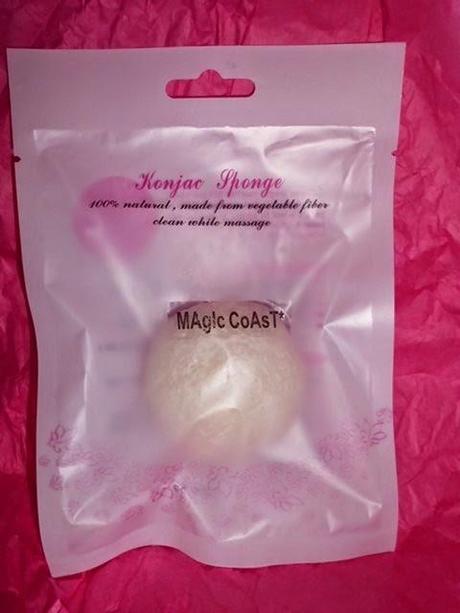 Konjac Sponge
100% natural , made from vegetable fiber
clean while massage
MAgIc CoAsT*